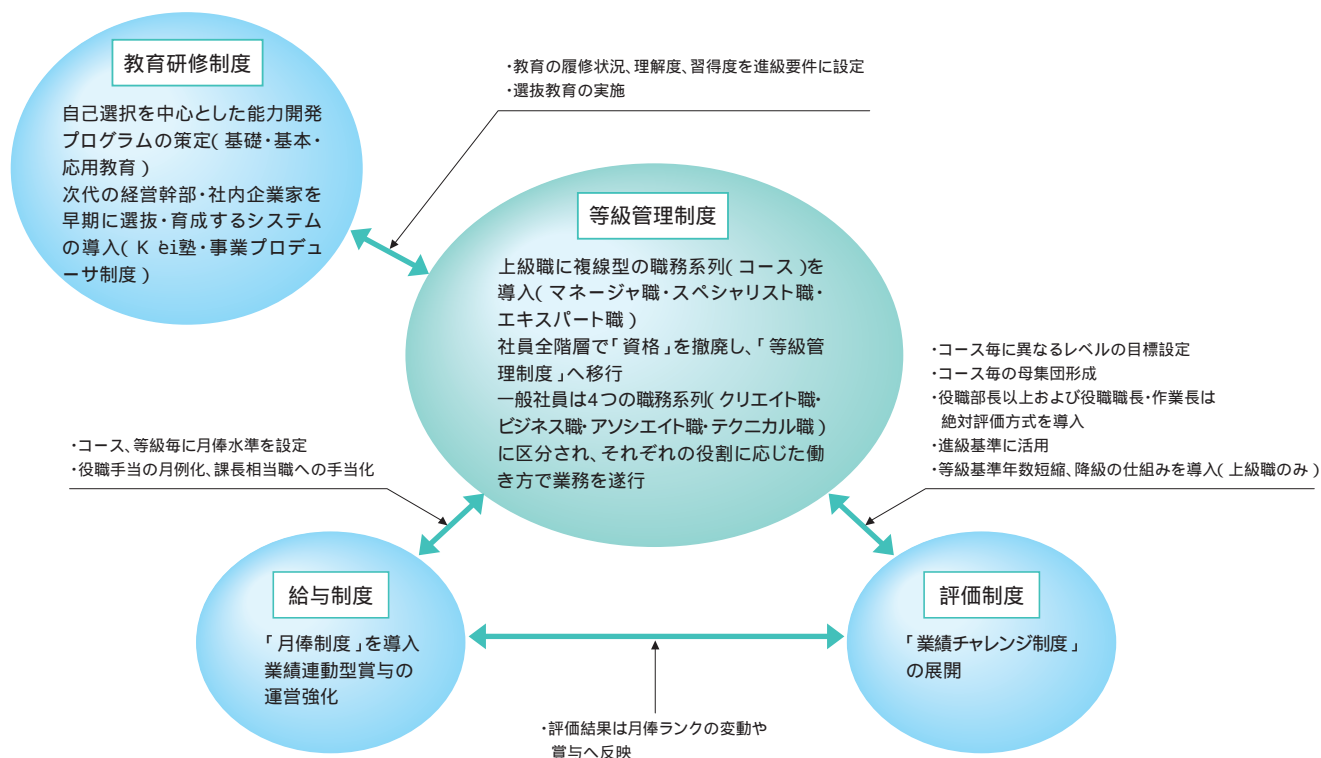 教育研修制度
自己選択を中心とした能力開発
プログラムの策定(基礎・基本・
応用教育)
次代の経営幹部・社内企業家を
早期に選抜・育成するシステム
の導入(K èi塾・事業プロデュ
ーサ制度)
・教育の履修状況、理解度、習得度を進級要件に設定
・選抜教育の実施
等級管理制度
上級職に複線型の職務系列(コース)を
導入(マネージャ職・スペシャリスト職・
エキスパート職)
社員全階層で「資格」を撤廃し、「等級管
理制度」へ移行
一般社員は4つの職務系列(クリエイト職・
ビジネス職・アソシエイト職・テクニカル職)
に区分され、それぞれの役割に応じた働
き方で業務を遂行
・コース毎に異なるレベルの目標設定
・コース毎の母集団形成
・役職部長以上および役職職長・作業長は
絶対評価方式を導入
・進級基準に活用
・等級基準年数短縮、降級の仕組みを導入(上級職のみ)
・コース、等級毎に月俸水準を設定
・役職手当の月例化、課長相当職への手当化
給与制度
「月俸制度」を導入
業績連動型賞与の
運営強化
評価制度
「業績チャレンジ制度」
の展開
・評価結果は月俸ランクの変動や
賞与へ反映